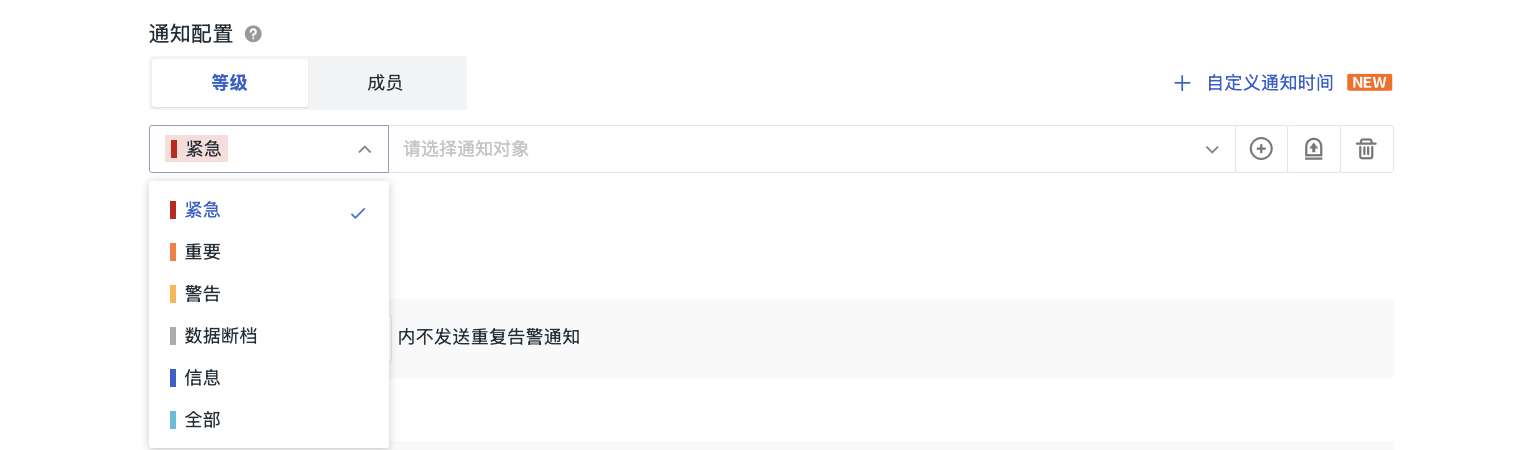 通知配置
等级
成员
自定义通知时间 NEW
紧急
请选择通知对象
紧急
重要
警告
数据断档
信息
全部
内不发送重复告警通知